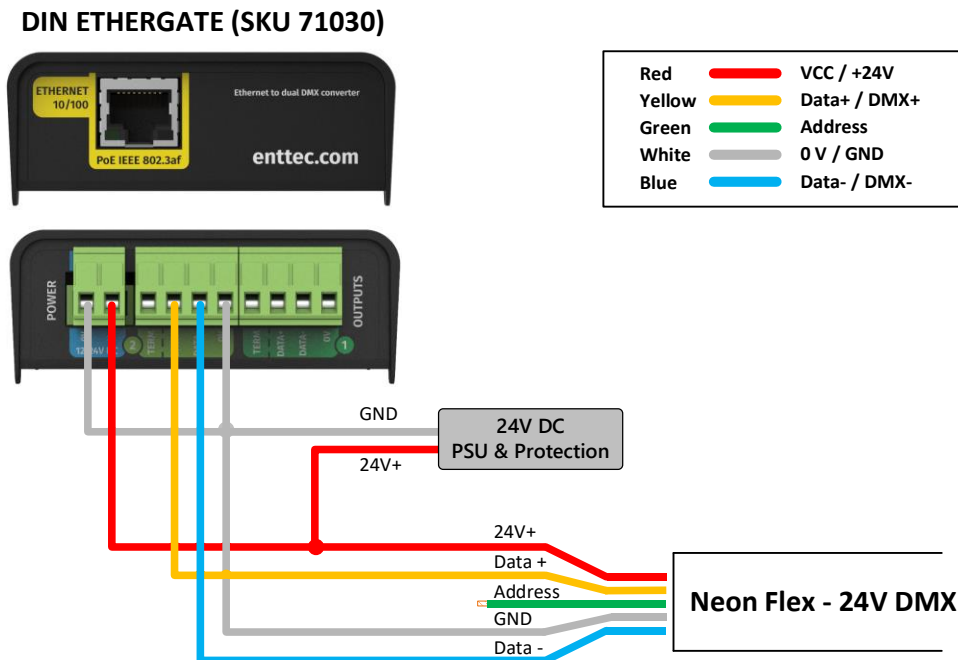 DIN ETHERGATE (SKU 71030)
ETHERNET
10/100
Ethernet to dual DMX converter
PoE IEEE 802.3af
enttec.com
Red VCC / +24V
Yellow Data+ / DMX+
Green Address
White 0 V / GND
Blue Data- / DMX-
POWER
OUTPUTS
2
TERM
TERM
DATA+
DATA-
0V
1
GND
24V+
24V DC
PSU & Protection
24V+
Data +
Address
GND
Data -
Neon Flex - 24V DMX